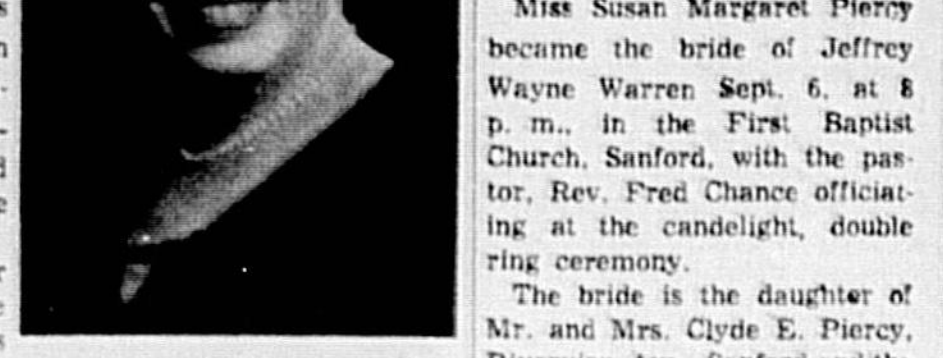 Miss Susan Margaret Piercy
became the bride of Jeffrey
Wayne Warren Sept. 6, at 8
p. m., in the First Baptist
Church, Sanford, with the pas-
tor, Rev. Fred Chance officiat-
ing at the candelight, double
ring ceremony.
The bride is the daughter of
Mr. and Mrs. Clyde E. Piercy,